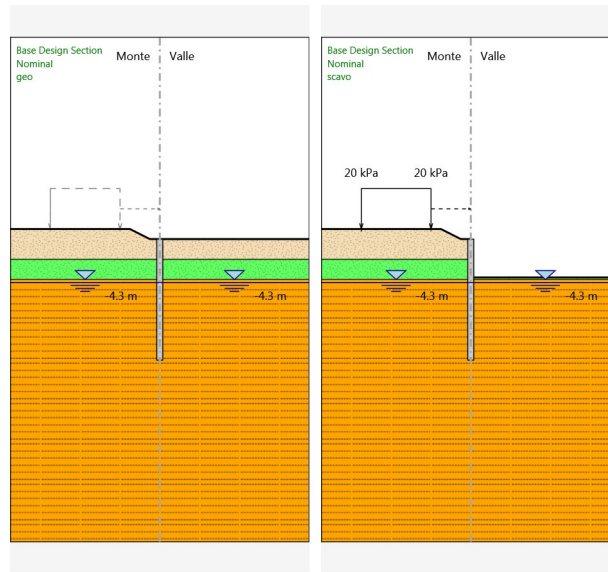 Base Design Section
Nominal
geo
Monte
Valle
-4.3 m
-4.3 m
Base Design Section
Nominal
scavo
Monte
Valle
20 kPa
20 kPa
-4.3 m
-4.3 m